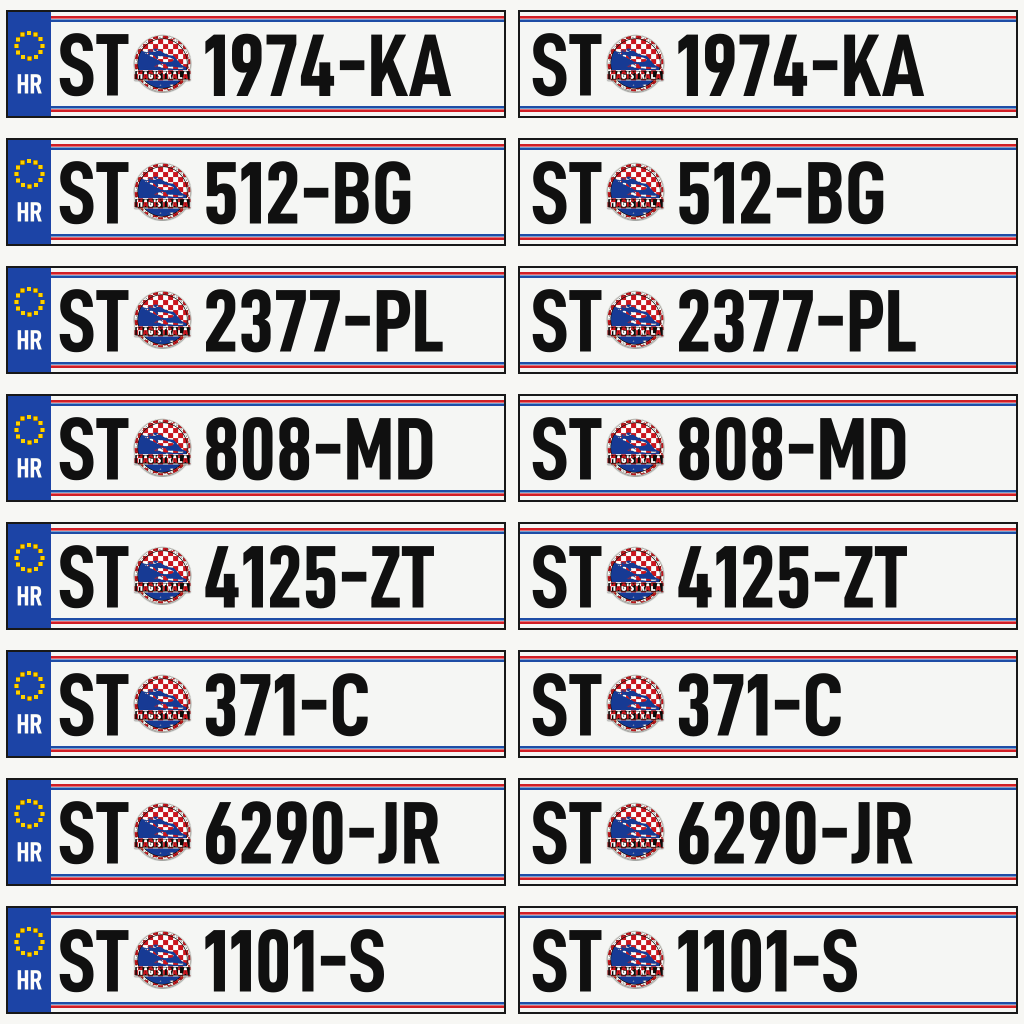 HR ST 1974-KA ST 1974-KA
HR ST 512-BG ST 512-BG
HR ST 2377-PL ST 2377-PL
HR ST 808-MD ST 808-MD
HR ST 4125-ZT ST 4125-ZT
HR ST 371-C ST 371-C
HR ST 6290-JR ST 6290-JR
HR ST 1101-S ST 1101-S